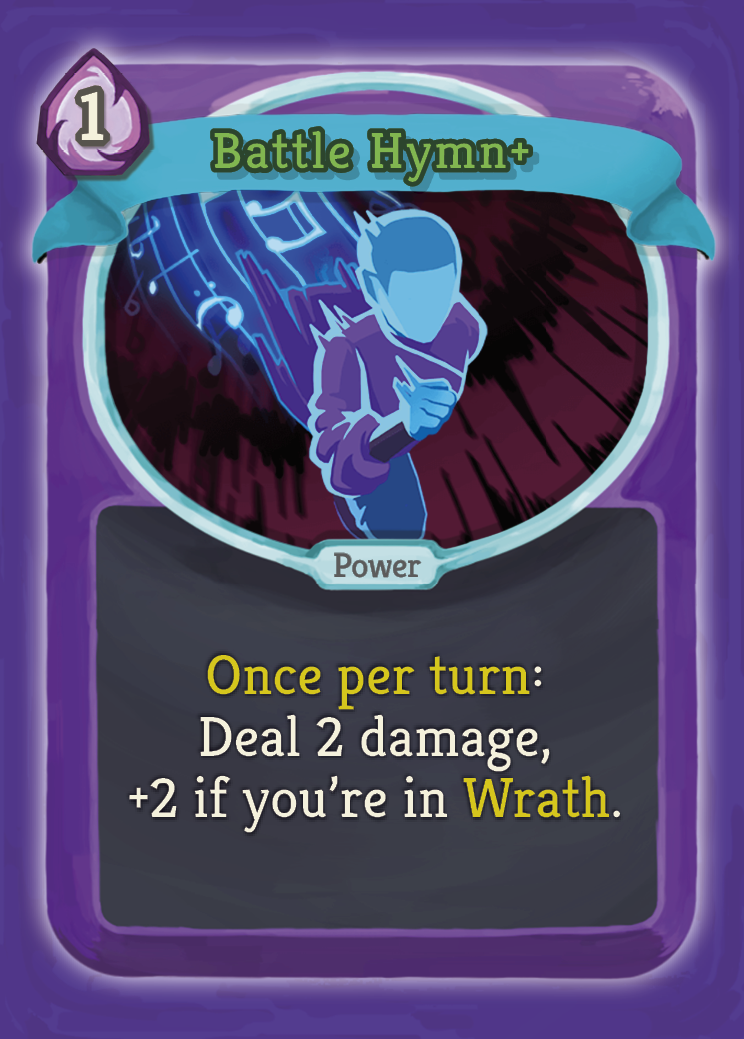 1
Battle Hymn+
Power
Once per turn:
Deal 2 damage,
+2 if you’re in Wrath.